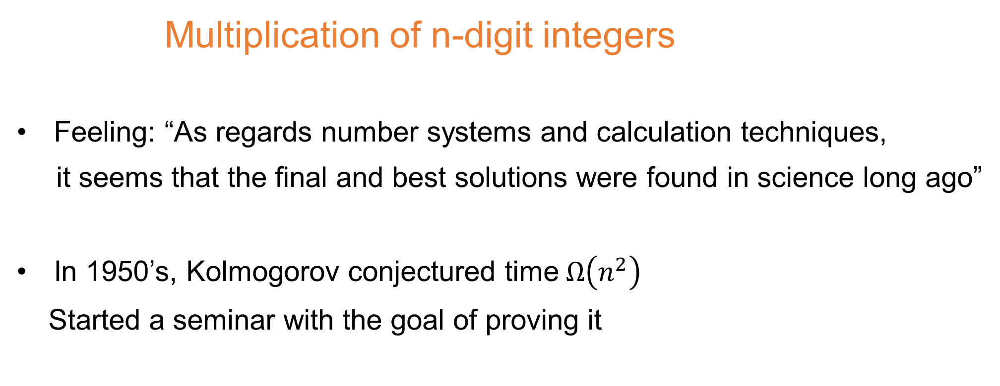 Multiplication of n-digit integers
• Feeling: “As regards number systems and calculation techniques,
it seems that the final and best solutions were found in science long ago”
• In 1950’s, Kolmogorov conjectured time Ω(n²)
Started a seminar with the goal of proving it